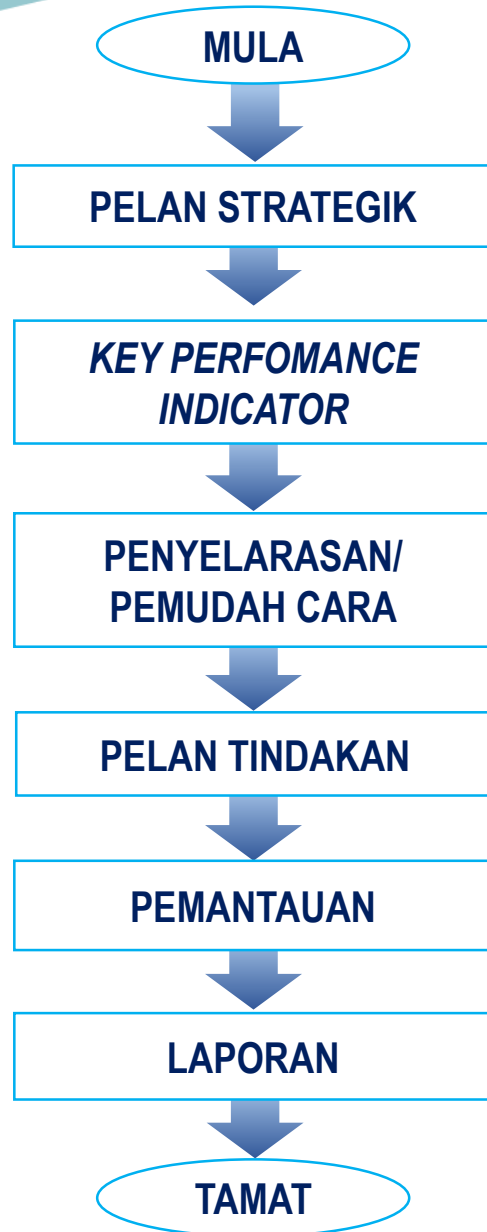 MULA
PELAN STRATEGIK
KEY PERFOMANCE
INDICATOR
PENYELARASAN/
PEMUDAH CARA
PELAN TINDAKAN
PEMANTAUAN
LAPORAN
TAMAT